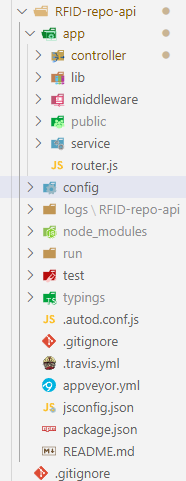 RFID-repo-api
app
controller
lib
middleware
public
service
JS router.js
config
logs \ RFID-repo-api
node_modules
run
test
typings
JS .autod.conf.js
.gitignore
.travis.yml
appveyor.yml
jsconfig.json
package.json
README.md
.gitignore